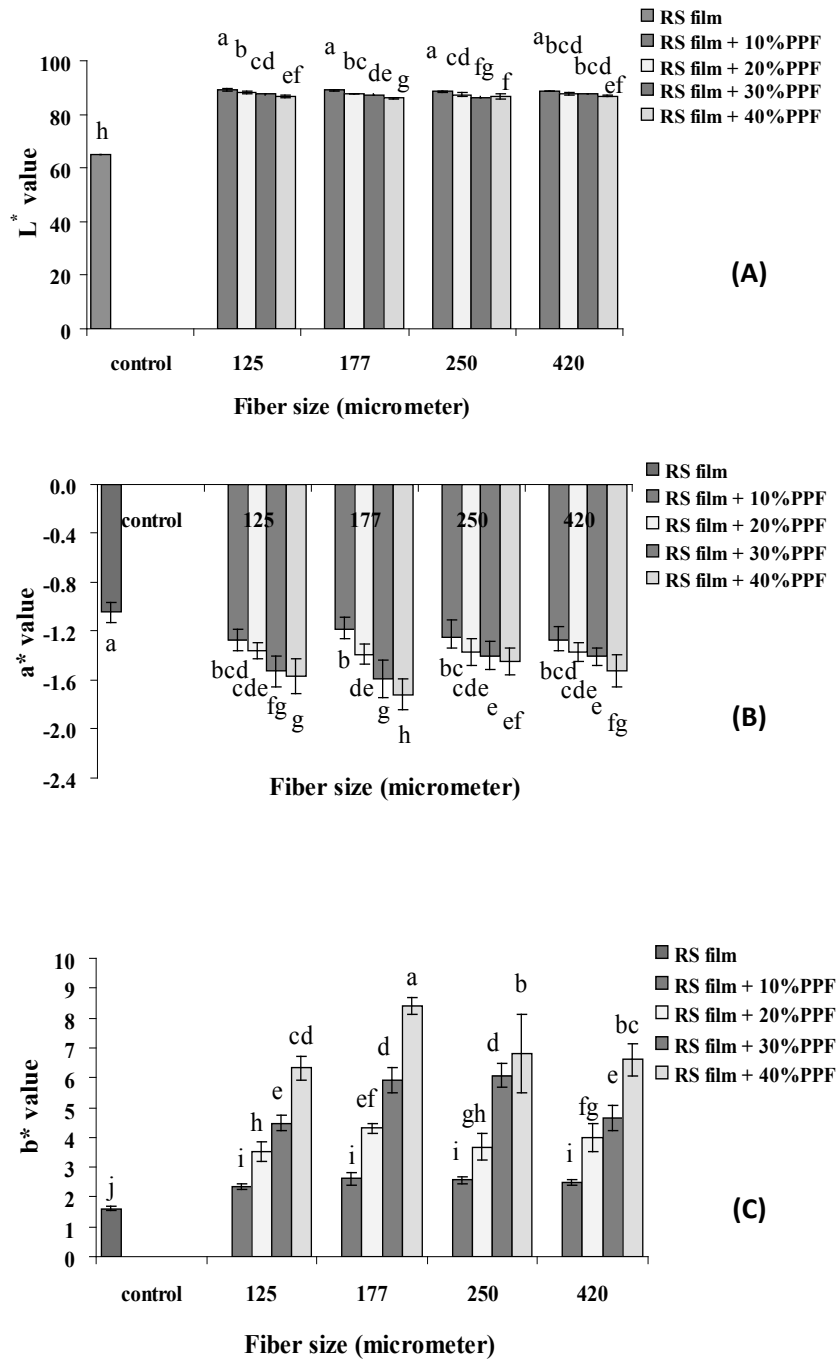 RS film
RS film + 10%PPF
RS film + 20%PPF
RS film + 30%PPF
RS film + 40%PPF
100
80
60
40
20
0
L* value
h
a b cd ef
a bc de g
a cd fg f
a bcd bcd ef
control 125 177 250 420
Fiber size (micrometer)
(A)
RS film
RS film + 10%PPF
RS film + 20%PPF
RS film + 30%PPF
RS film + 40%PPF
0.0
-0.4
-0.8
-1.2
-1.6
-2.0
-2.4
a* value
control 125 177 250 420
a
bcd cde fg g
b de g h
bc cde e ef
bcd cde e fg
Fiber size (micrometer)
(B)
RS film
RS film + 10%PPF
RS film + 20%PPF
RS film + 30%PPF
RS film + 40%PPF
10
9
8
7
6
5
4
3
2
1
0
b* value
j
i h e cd
i ef d a
i gh d b
i fg e bc
control 125 177 250 420
Fiber size (micrometer)
(C)